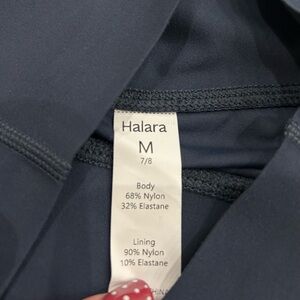 Halara
M
7/8
Body
68% Nylon
32% Elastane
Lining
90% Nylon
10% Elastane